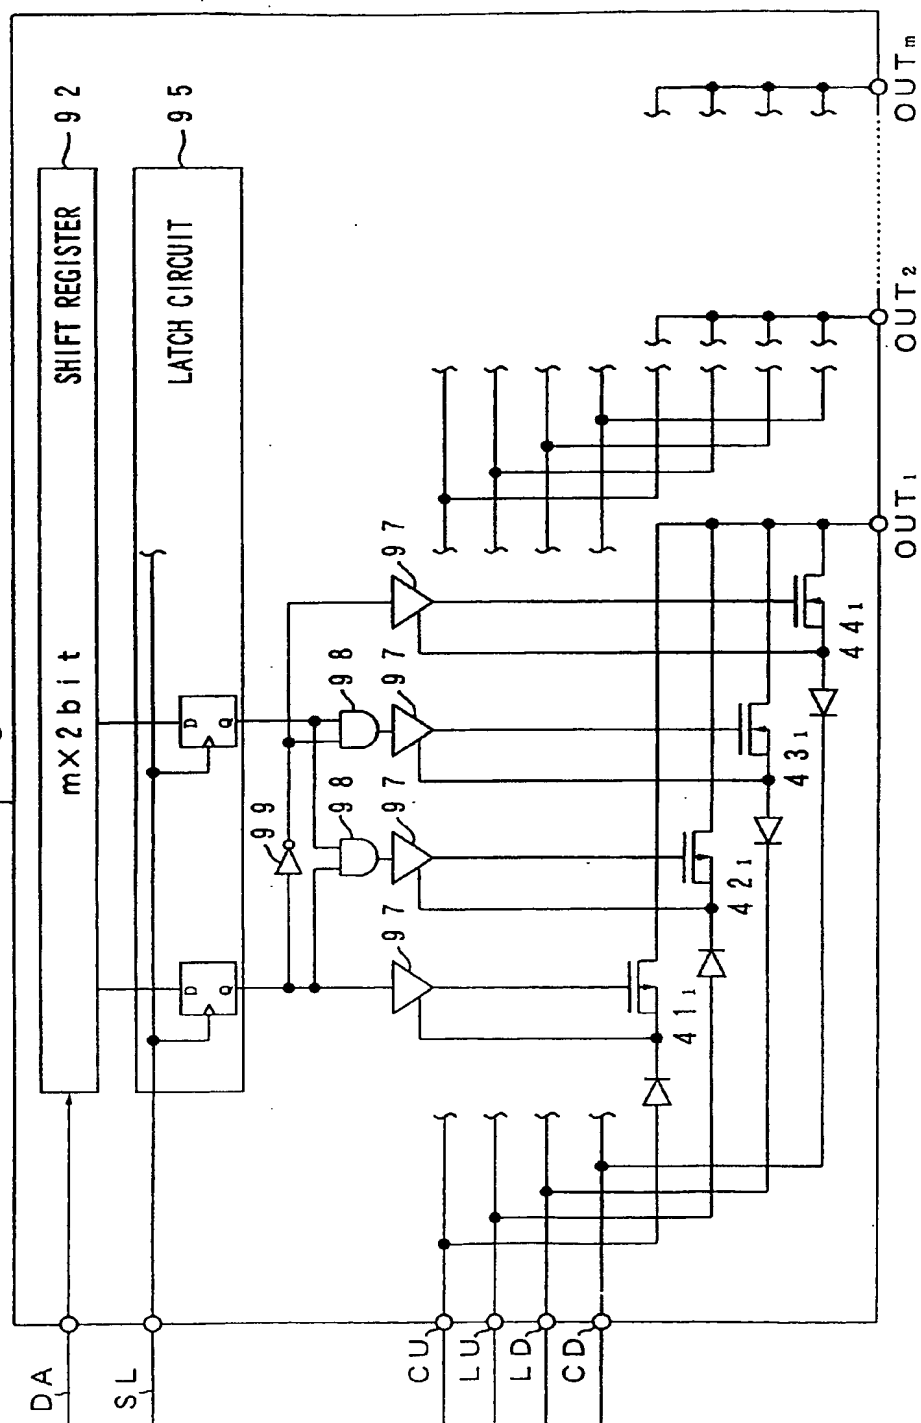 DA
SL
CU
LU
LD
CD
m×2bit SHIFT REGISTER
92
LATCH CIRCUIT
95
D
Q
D
Q
99
98
98
97
97
97
97
41₁
42₁
43₁
44₁
OUT₁
OUT₂
OUTₘ